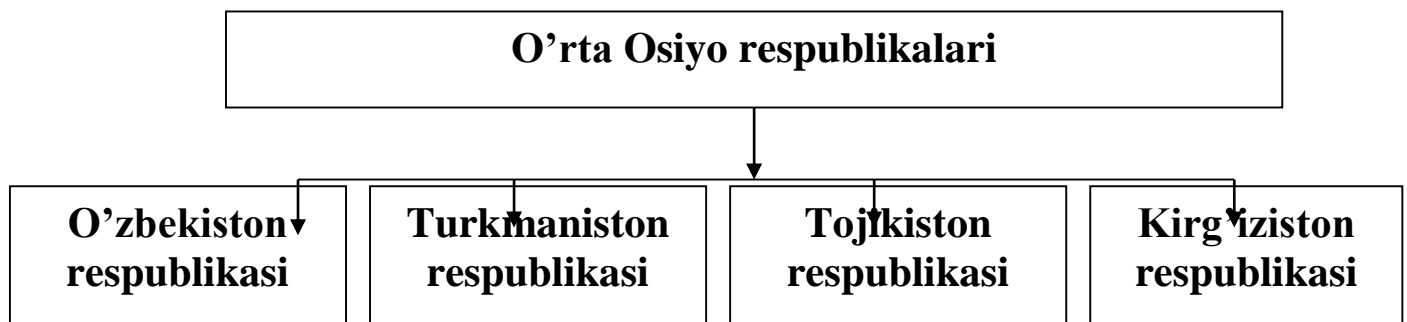 O’rta Osiyo respublikalari
O’zbekiston
respublikasi
Turkmaniston
respublikasi
Tojikiston
respublikasi
Kirg’iziston
respublikasi